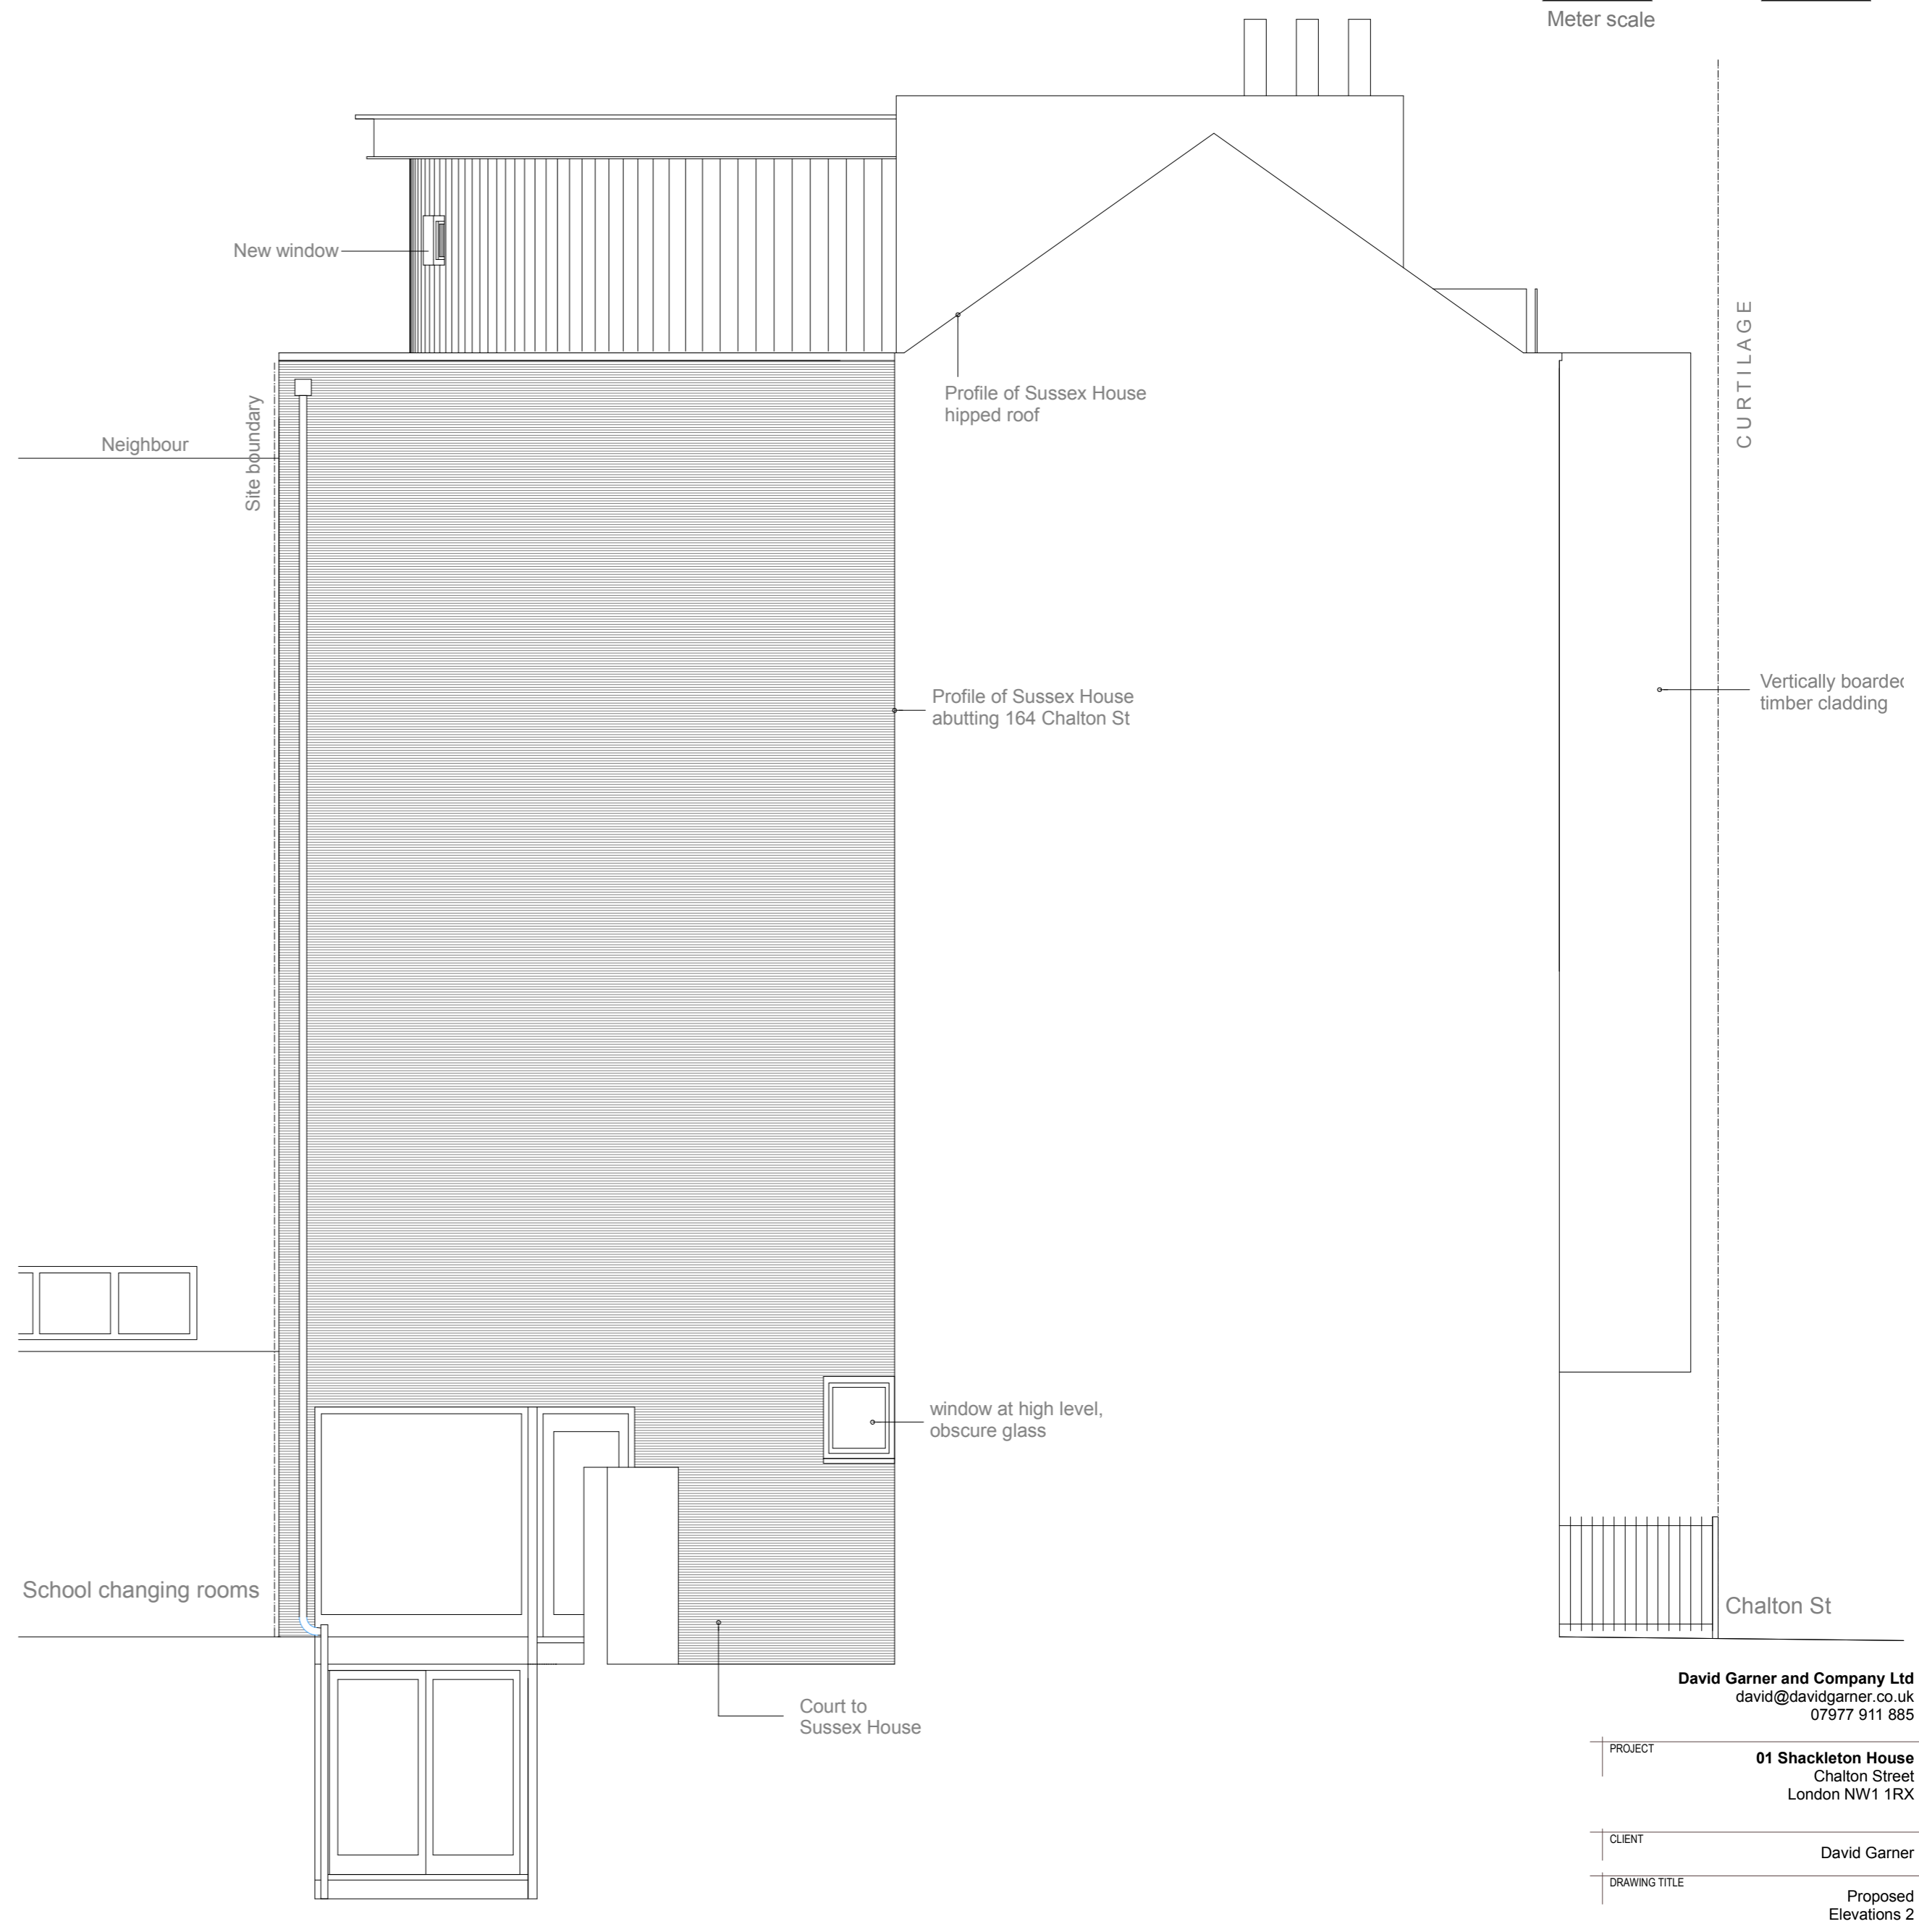 Meter scale
New window
CURTILAGE
Profile of Sussex House
hipped roof
Site boundary
Neighbour
Profile of Sussex House
abutting 164 Chalton St
Vertically boarded
timber cladding
window at high level,
obscure glass
School changing rooms
Chalton St
Court to
Sussex House
David Garner and Company Ltd
david@davidgarner.co.uk
07977 911 885
PROJECT
01 Shackleton House
Chalton Street
London NW1 1RX
CLIENT
David Garner
DRAWING TITLE
Proposed
Elevations 2